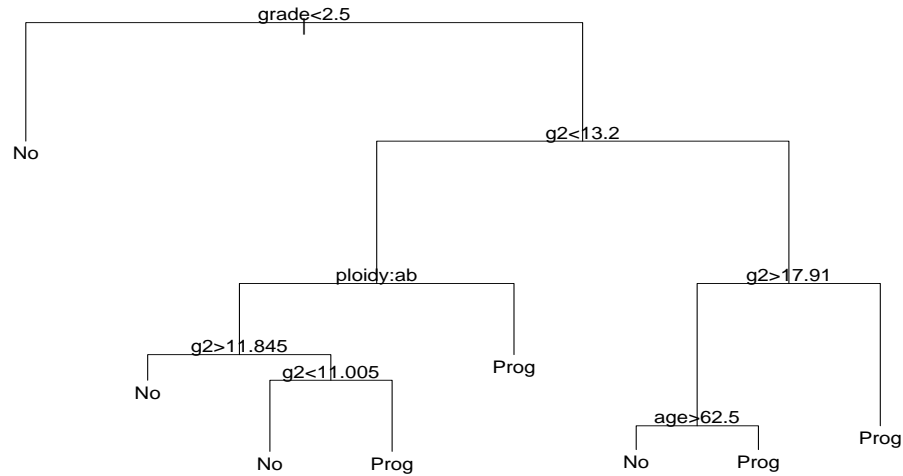 grade<2.5
No
g2<13.2
ploidy:ab
g2>17.91
g2>11.845
Prog
g2<11.005
No
age>62.5
Prog
No
Prog
No
Prog